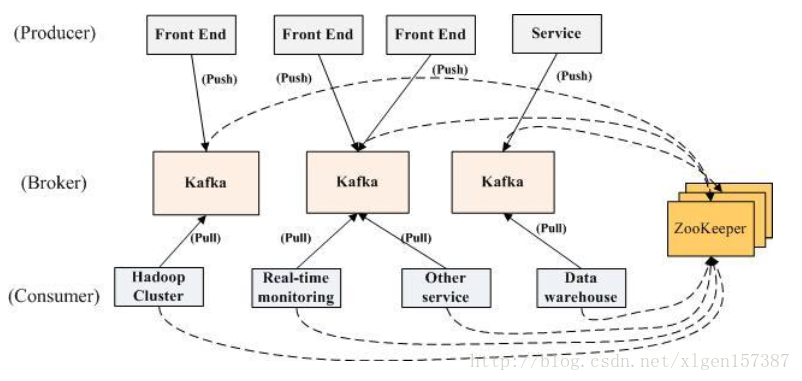 (Producer)
Front End
Front End
Front End
Service
(Push)
(Push)
(Push)
(Push)
(Broker)
Kafka
Kafka
Kafka
ZooKeeper
(Pull)
(Pull)
(Pull)
(Pull)
(Consumer)
Hadoop
Cluster
Real-time
monitoring
Other
service
Data
warehouse
http://blog.csdn.net/xlgen157387